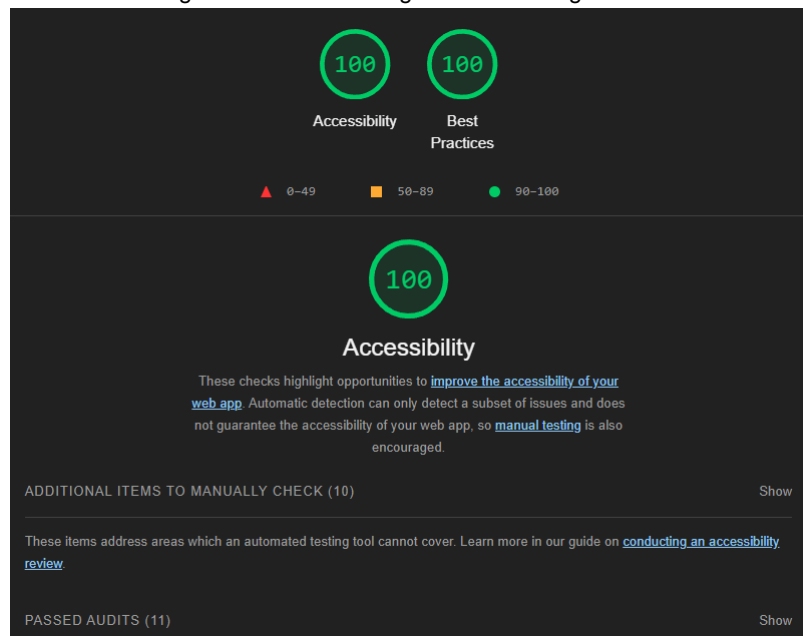 100 100
Accessibility Best
Practices
0–49 50–89 90–100
100
Accessibility
These checks highlight opportunities to improve the accessibility of your
web app. Automatic detection can only detect a subset of issues and does
not guarantee the accessibility of your web app, so manual testing is also
encouraged.
ADDITIONAL ITEMS TO MANUALLY CHECK (10) Show
These items address areas which an automated testing tool cannot cover. Learn more in our guide on conducting an accessibility
review.
PASSED AUDITS (11) Show